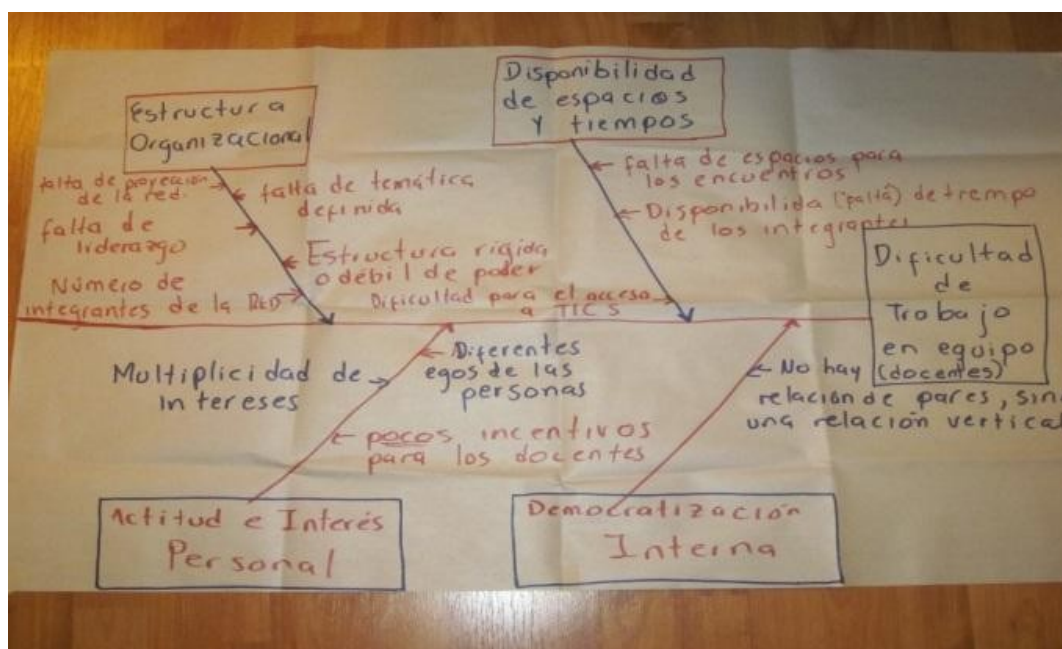 Estructura
Organizacional
falta de proyección
de la red.
falta de
liderazgo
Número de
integrantes de la RED
falta de temática
definida
Estructura rígida
o débil de poder
Disponibilidad
de espacios
y tiempos
falta de espacios para
los encuentros
Disponibilida (falta) de trempo
de los integrantes
Dificultad para el acceso
a TICS
Dificultad
de
Trobajo
en equipo
(docentes)
Multiplicidad de
intereses
Diferentes
egos de las
personas
pocos incentivos
para los docentes
Actitud e Interés
Personal
No hay
relación de pares, sin
una relación vertical
Democratización
Interna